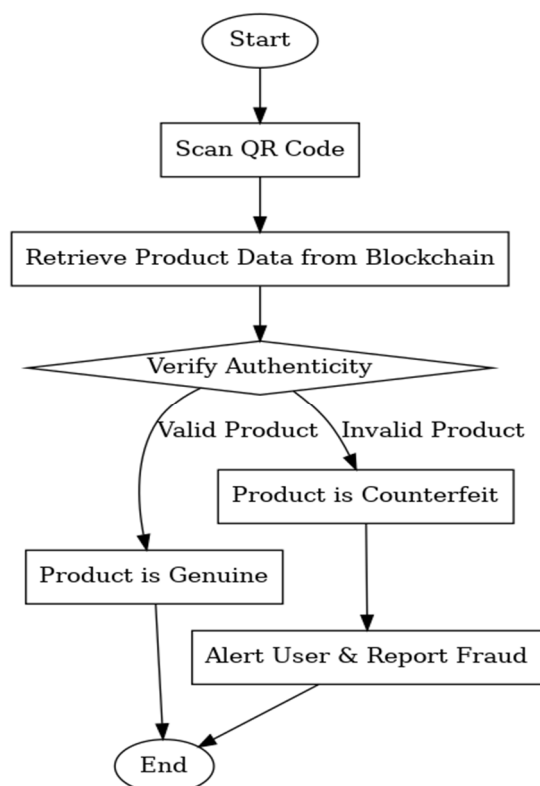 Start
Scan QR Code
Retrieve Product Data from Blockchain
Verify Authenticity
Valid Product
Invalid Product
Product is Counterfeit
Product is Genuine
Alert User & Report Fraud
End